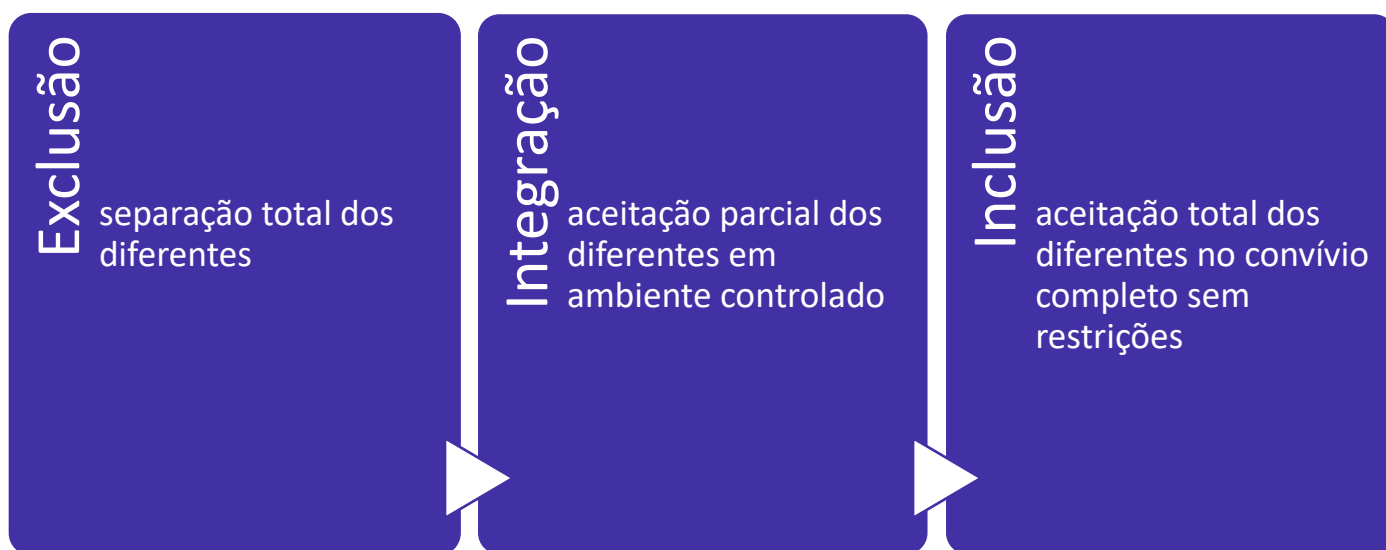 Exclusão
separação total dos
diferentes
Integração
aceitação parcial dos
diferentes em
ambiente controlado
Inclusão
aceitação total dos
diferentes no convívio
completo sem
restrições